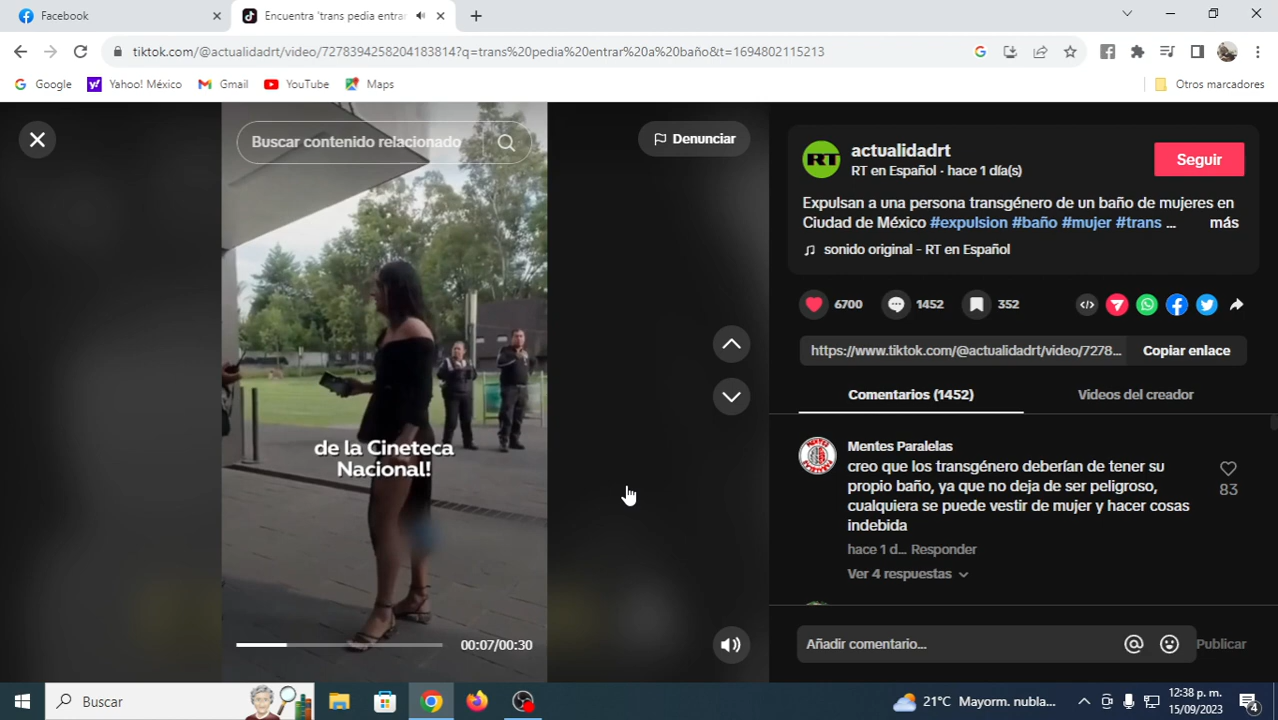 Facebook
Encuentra 'trans pedia entrar
tiktok.com/@actualidadrt/video/7278394258204183814?q=trans%20pedia%20entrar%20a%20baño&t=1694802115213
Google
Yahoo! México
Gmail
YouTube
Maps
Otros marcadores
Buscar contenido relacionado
Denunciar
de la Cineteca
Nacional!
00:07/00:30
RT
actualidadrt
RT en Español · hace 1 día(s)
Seguir
Expulsan a una persona transgénero de un baño de mujeres en
Ciudad de México #expulsion #baño #mujer #trans ... más
sonido original - RT en Español
6700
1452
352
https://www.tiktok.com/@actualidadrt/video/7278...
Copiar enlace
Comentarios (1452)
Videos del creador
Mentes Paralelas
creo que los transgénero deberían de tener su
propio baño, ya que no deja de ser peligroso,
cualquiera se puede vestir de mujer y hacer cosas
indebida
83
hace 1 d... Responder
Ver 4 respuestas
Añadir comentario...
Publicar
Buscar
21°C Mayorm. nubla...
12:38 p. m.
15/09/2023
4